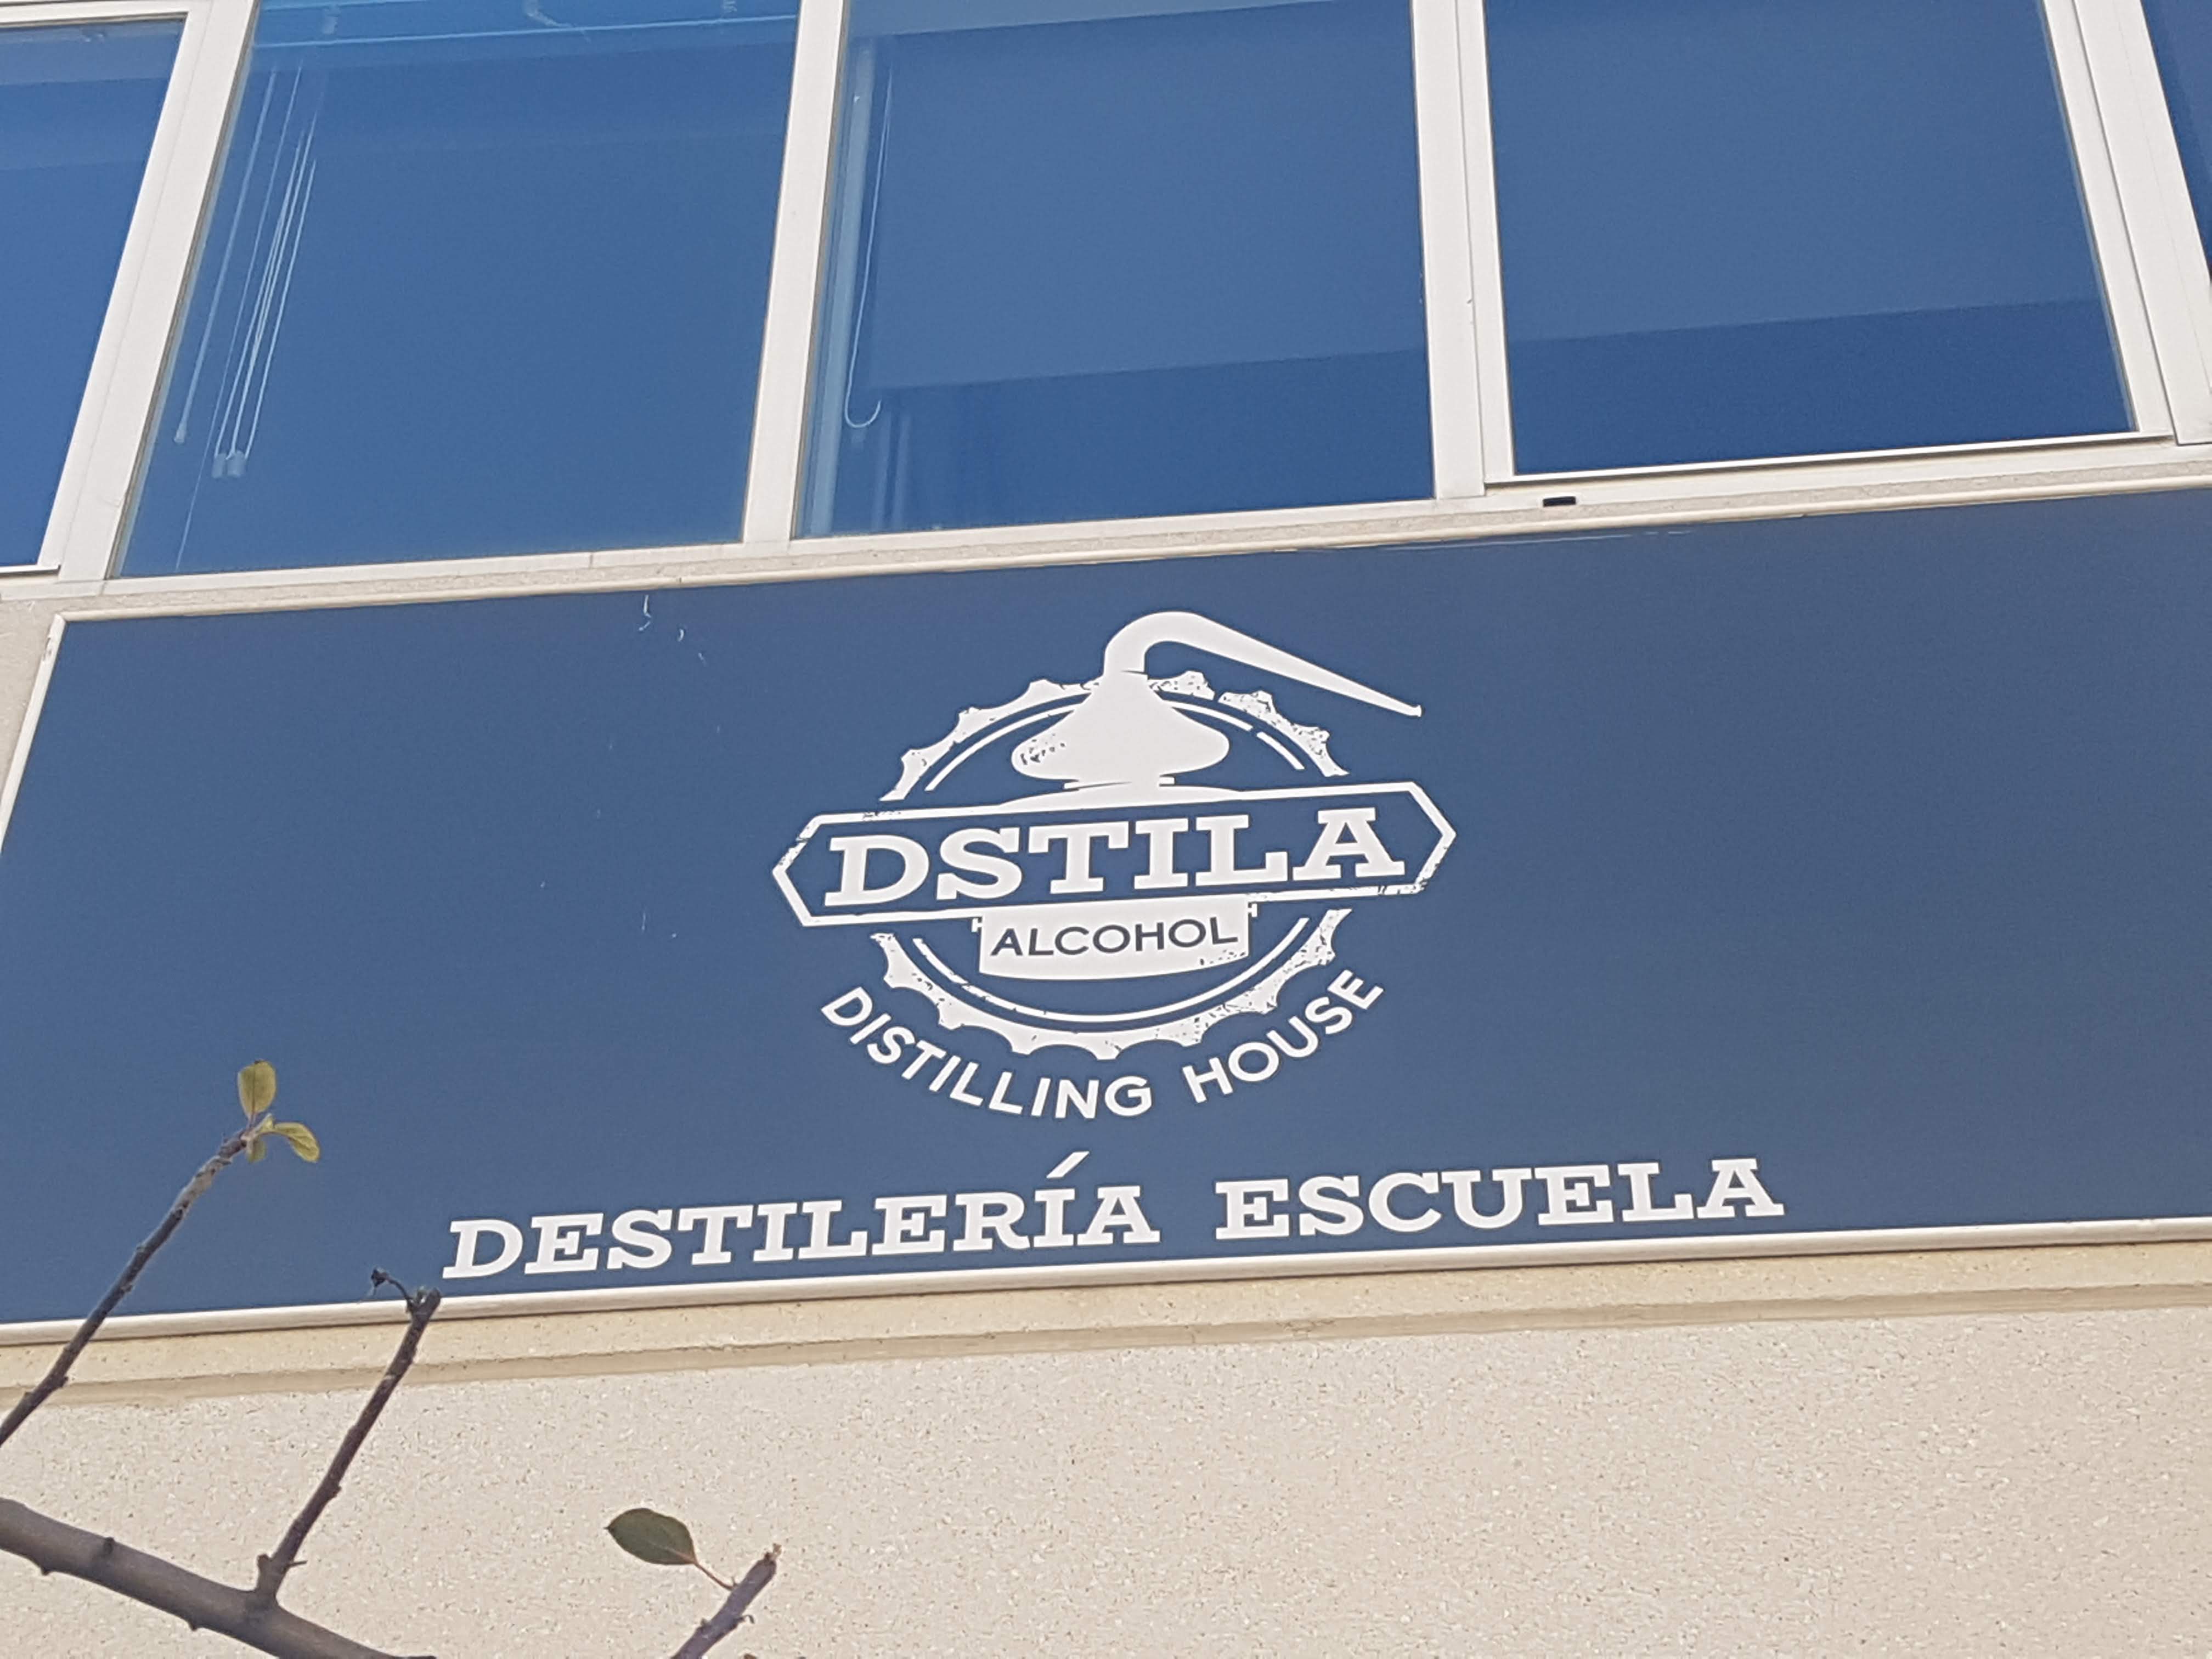 DSTILA
ALCOHOL
DISTILLING HOUSE
DESTILERÍA ESCUELA